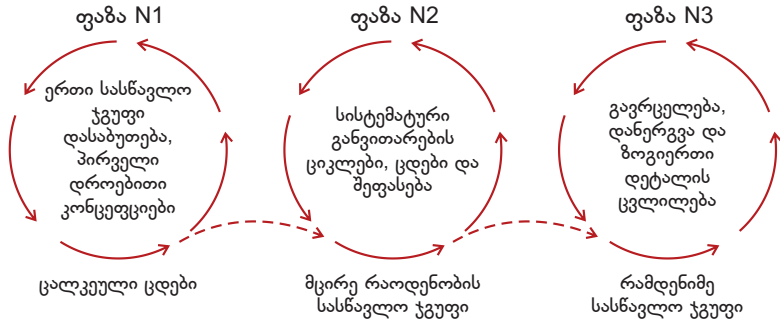 ფაზა N1
ერთი სასწავლო
ჯგუფი
დასაბუთება,
პირველი
დროებითი
კონცეფციები
ცალკეული ცდები
ფაზა N2
სისტემატური
განვითარების
ციკლები, ცდები და
შეფასება
მცირე რაოდენობის
სასწავლო ჯგუფი
ფაზა N3
გავრცელება,
დანერგვა და
ზოგიერთი
დეტალის
ცვლილება
რამდენიმე
სასწავლო ჯგუფი